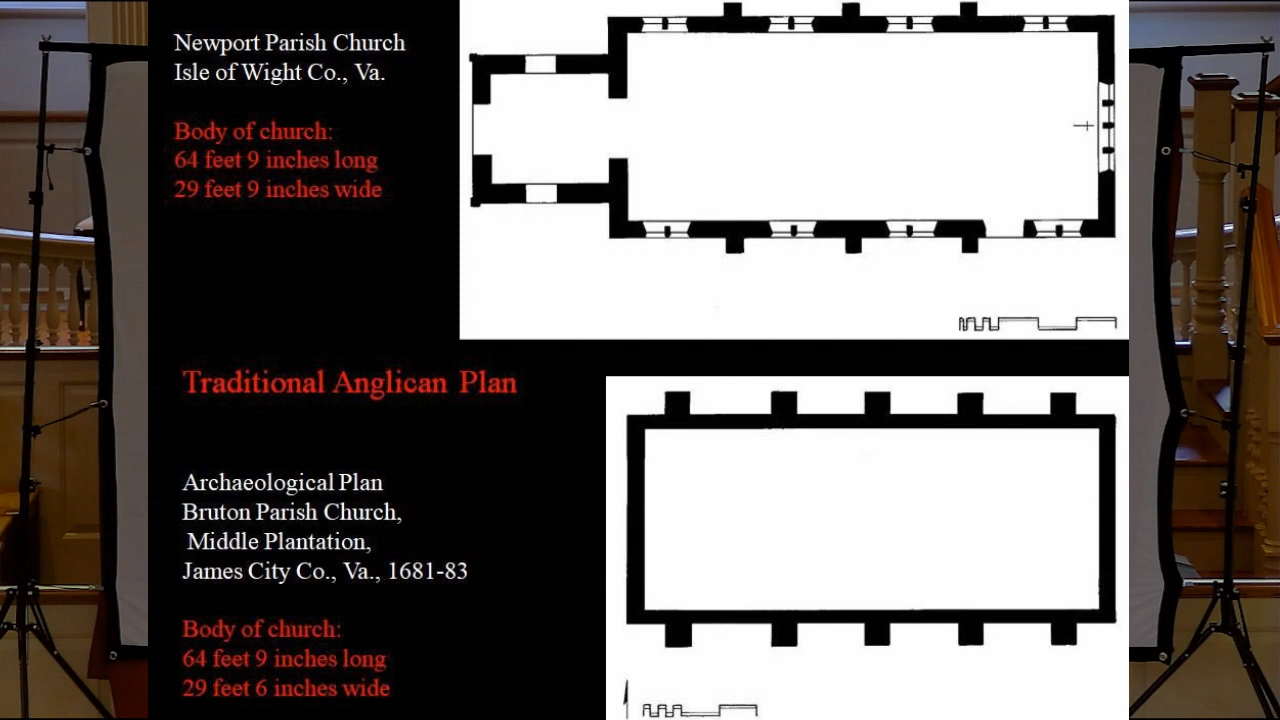 Newport Parish Church
Isle of Wight Co., Va.
Body of church:
64 feet 9 inches long
29 feet 9 inches wide
Traditional Anglican Plan
Archaeological Plan
Bruton Parish Church,
Middle Plantation,
James City Co., Va., 1681-83
Body of church:
64 feet 9 inches long
29 feet 6 inches wide